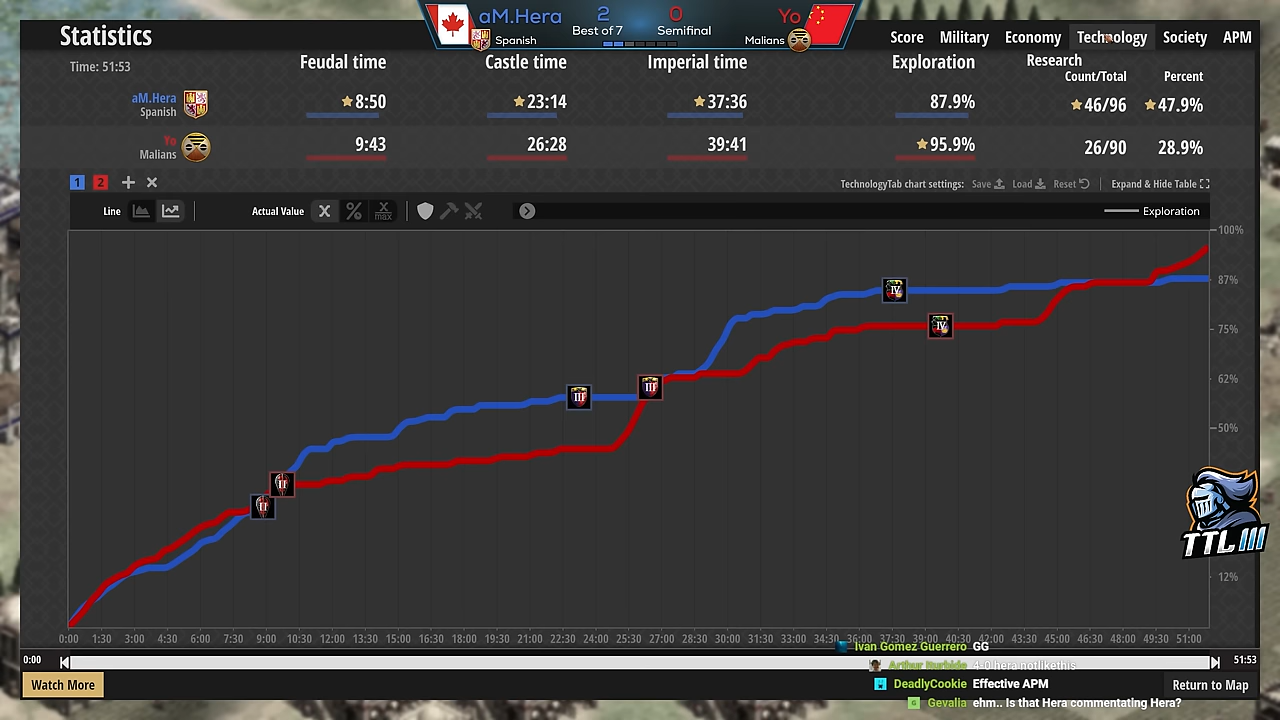 aM.Hera 2 0 Yo
Best of 7 Semifinal
Spanish Malians
Statistics
Score Military Economy Technology Society APM
Time: 51:53
Feudal time Castle time Imperial time Exploration Research
Count/Total Percent
aM.Hera
Spanish
8:50 23:14 37:36 87.9% 46/96 47.9%
Yo
Malians
9:43 26:28 39:41 95.9% 26/90 28.9%
1 2
TechnologyTab chart settings: Save Load Reset Expand & Hide Table
Line Actual Value X % X max
Exploration
100%
87%
75%
62%
50%
12%
II II III III IV IV
TTL III
0:00 1:30 3:00 4:30 6:00 7:30 9:00 10:30 12:00 13:30 15:00 16:30 18:00 19:30 21:00 22:30 24:00 25:30 27:00 28:30 30:00 31:30 33:00 34:30 36:00 37:30 39:00 40:30 42:00 43:30 45:00 46:30 48:00 49:30 51:00
Ivan Gomez Guerrero GG
0:00 51:53
Arthur Iturbide 4-0 hera notlikethis
Watch More
DeadlyCookie Effective APM
Return to Map
Gevalla ehm.. Is that Hera commentating Hera?